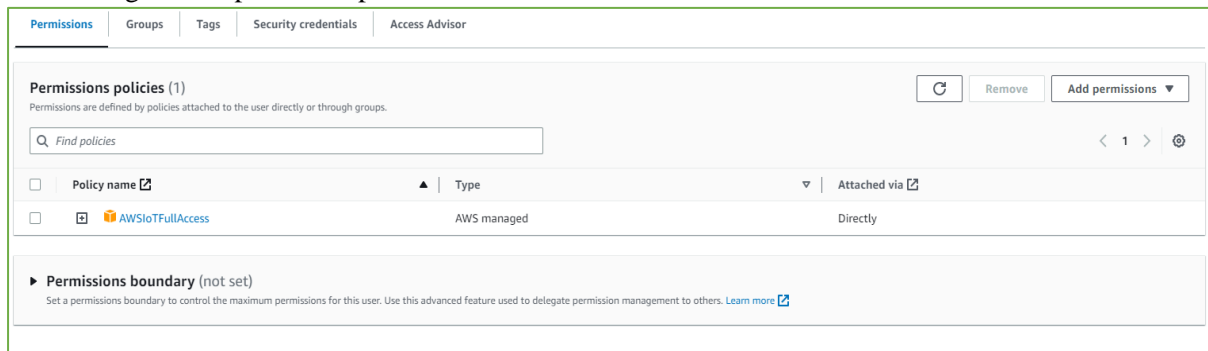 Permissions Groups Tags Security credentials Access Advisor
Permissions policies (1)
Remove Add permissions
Permissions are defined by policies attached to the user directly or through groups.
Find policies
1
Policy name Type Attached via
AWSIoTFullAccess AWS managed Directly
Permissions boundary (not set)
Set a permissions boundary to control the maximum permissions for this user. Use this advanced feature used to delegate permission management to others. Learn more